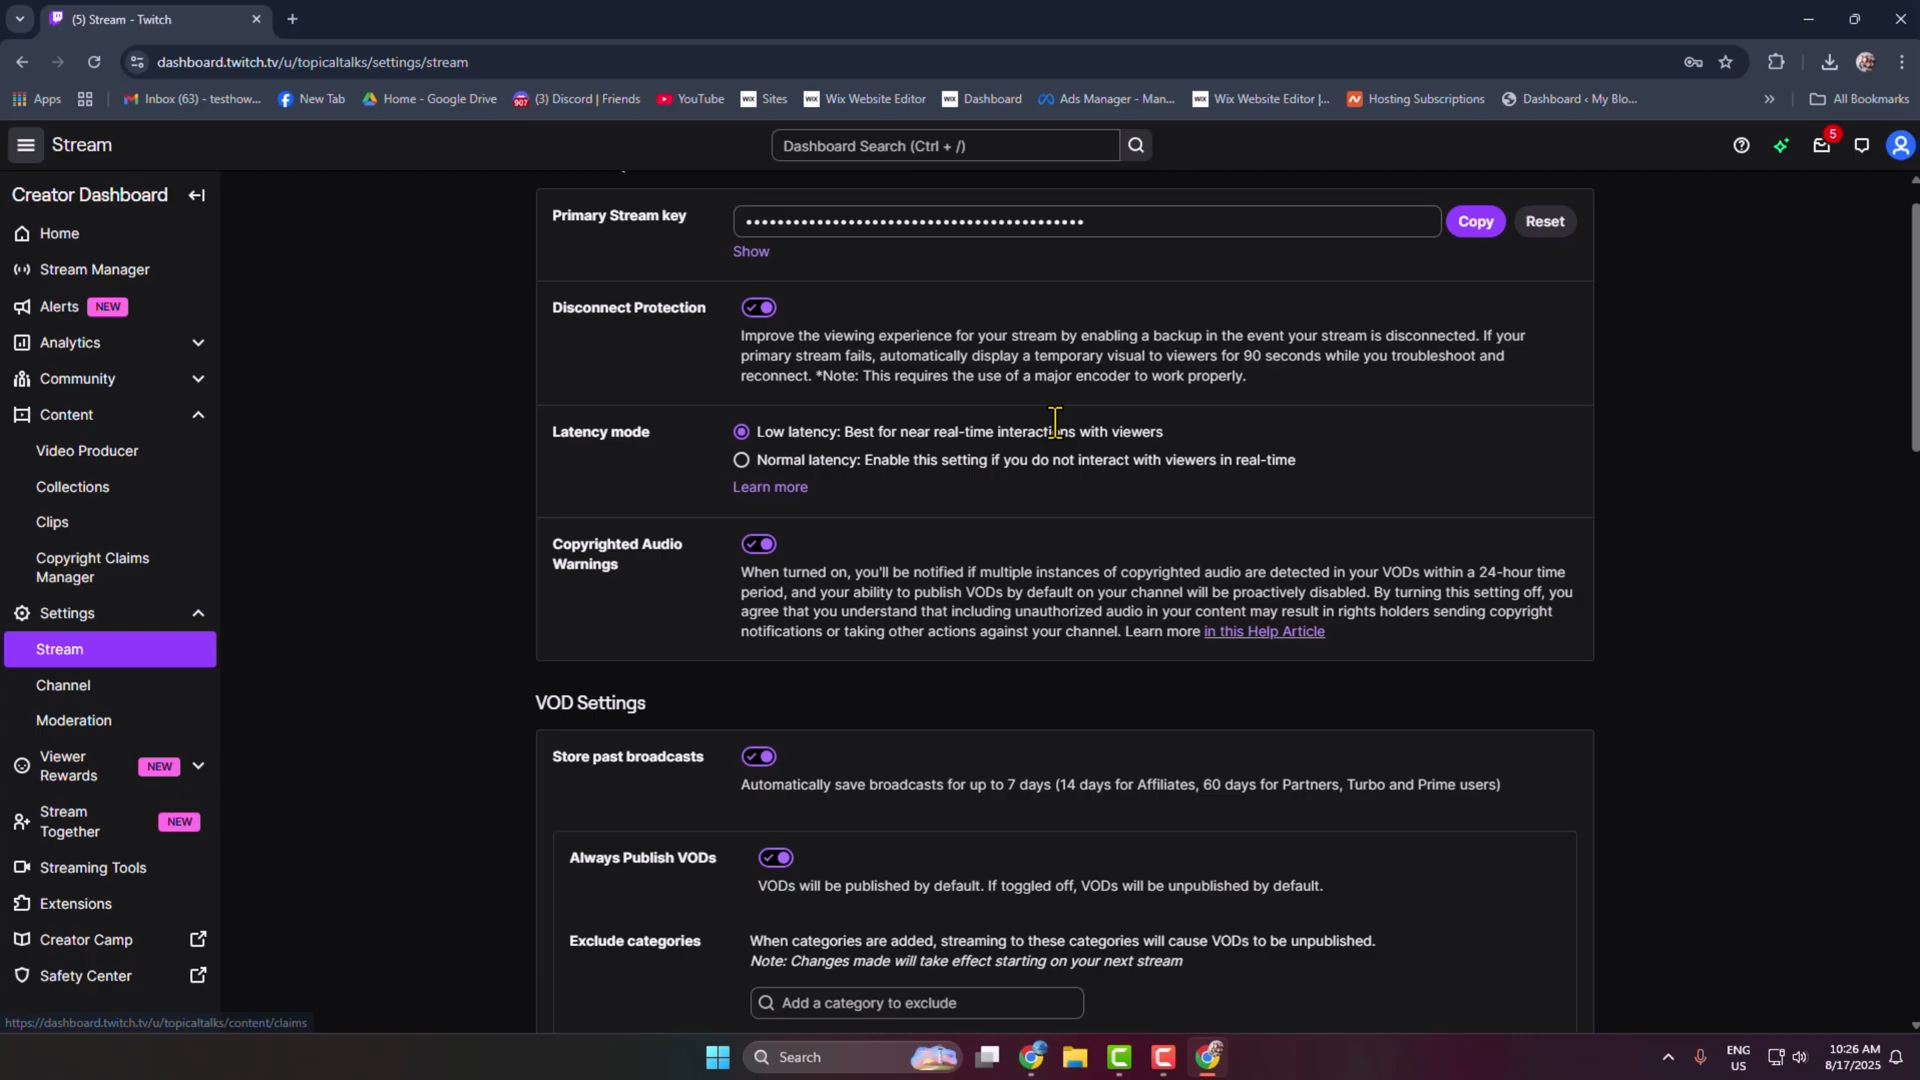 (5) Stream - Twitch
dashboard.twitch.tv/u/topicaltalks/settings/stream
Apps
Inbox (63) - testhow...
New Tab
Home - Google Drive
(3) Discord | Friends
YouTube
Sites
Wix Website Editor
Dashboard
Ads Manager - Man...
Wix Website Editor |...
Hosting Subscriptions
Dashboard ‹ My Blo...
All Bookmarks
Stream
Dashboard Search (Ctrl + /)
5
Creator Dashboard
Home
Stream Manager
Alerts NEW
Analytics
Community
Content
Video Producer
Collections
Clips
Copyright Claims
Manager
Settings
Stream
Channel
Moderation
Viewer
Rewards
NEW
Stream
Together
NEW
Streaming Tools
Extensions
Creator Camp
Safety Center
https://dashboard.twitch.tv/u/topicaltalks/content/claims
Primary Stream key
Copy
Reset
Show
Disconnect Protection
Improve the viewing experience for your stream by enabling a backup in the event your stream is disconnected. If your
primary stream fails, automatically display a temporary visual to viewers for 90 seconds while you troubleshoot and
reconnect. *Note: This requires the use of a major encoder to work properly.
Latency mode
Low latency: Best for near real-time interactions with viewers
Normal latency: Enable this setting if you do not interact with viewers in real-time
Learn more
Copyrighted Audio
Warnings
When turned on, you'll be notified if multiple instances of copyrighted audio are detected in your VODs within a 24-hour time
period, and your ability to publish VODs by default on your channel will be proactively disabled. By turning this setting off, you
agree that you understand that including unauthorized audio in your content may result in rights holders sending copyright
notifications or taking other actions against your channel. Learn more in this Help Article
VOD Settings
Store past broadcasts
Automatically save broadcasts for up to 7 days (14 days for Affiliates, 60 days for Partners, Turbo and Prime users)
Always Publish VODs
VODs will be published by default. If toggled off, VODs will be unpublished by default.
Exclude categories
When categories are added, streaming to these categories will cause VODs to be unpublished.
Note: Changes made will take effect starting on your next stream
Add a category to exclude
Search
ENG
US
10:26 AM
8/17/2025